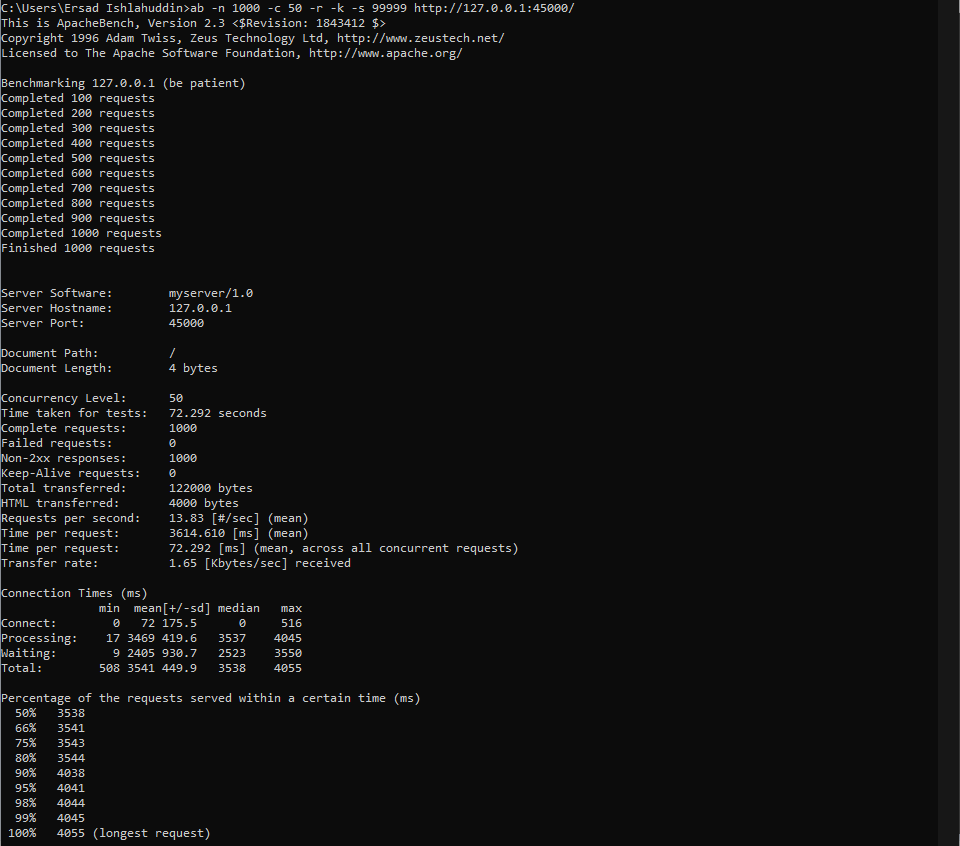 C:\Users\Ersad Ishlahuddin>ab -n 1000 -c 50 -r -k -s 99999 http://127.0.0.1:45000/
This is ApacheBench, Version 2.3 <$Revision: 1843412 $>
Copyright 1996 Adam Twiss, Zeus Technology Ltd, http://www.zeustech.net/
Licensed to The Apache Software Foundation, http://www.apache.org/

Benchmarking 127.0.0.1 (be patient)
Completed 100 requests
Completed 200 requests
Completed 300 requests
Completed 400 requests
Completed 500 requests
Completed 600 requests
Completed 700 requests
Completed 800 requests
Completed 900 requests
Completed 1000 requests
Finished 1000 requests


Server Software:        myserver/1.0
Server Hostname:        127.0.0.1
Server Port:            45000

Document Path:          /
Document Length:        4 bytes

Concurrency Level:      50
Time taken for tests:   72.292 seconds
Complete requests:      1000
Failed requests:        0
Non-2xx responses:      1000
Keep-Alive requests:    0
Total transferred:      122000 bytes
HTML transferred:       4000 bytes
Requests per second:    13.83 [#/sec] (mean)
Time per request:       3614.610 [ms] (mean)
Time per request:       72.292 [ms] (mean, across all concurrent requests)
Transfer rate:          1.65 [Kbytes/sec] received

Connection Times (ms)
              min  mean[+/-sd] median   max
Connect:        0   72 175.5      0     516
Processing:    17 3469 419.6   3537    4045
Waiting:        9 2405 930.7   2523    3550
Total:        508 3541 449.9   3538    4055

Percentage of the requests served within a certain time (ms)
  50%   3538
  66%   3541
  75%   3543
  80%   3544
  90%   4038
  95%   4041
  98%   4044
  99%   4045
 100%   4055 (longest request)